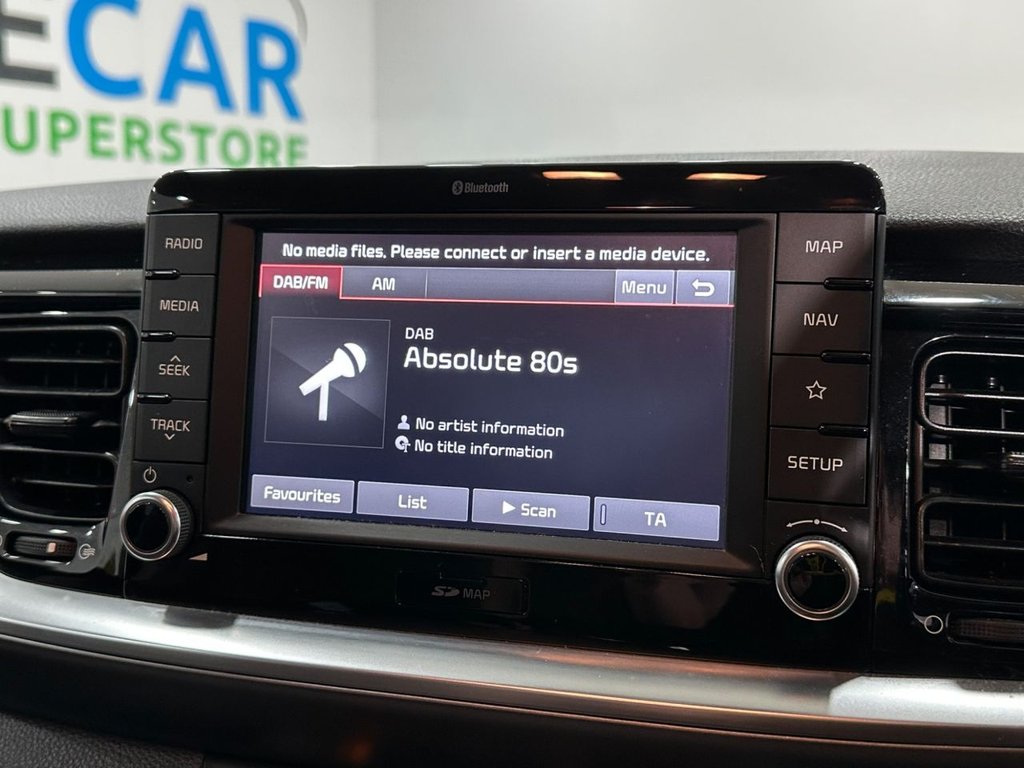 ECAR
UPERSTORE
Bluetooth
RADIO
MEDIA
SEEK
TRACK
No media files. Please connect or insert a media device.
DAB/FM
AM
Menu
DAB
Absolute 80s
No artist information
No title information
Favourites
List
Scan
TA
MAP
NAV
SETUP
SD MAP